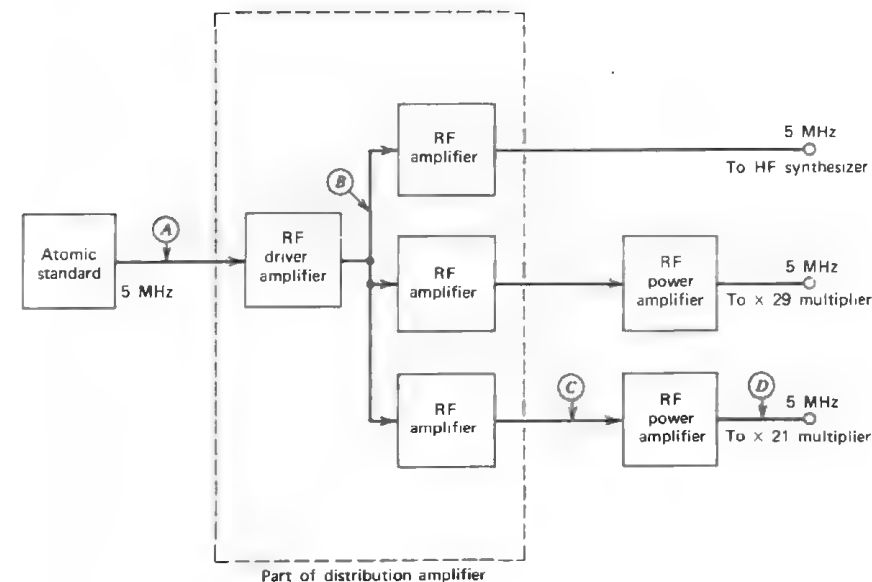 RF
amplifier
5 MHz
To HF synthesizer
B
A
Atomic
standard
5 MHz
RF
driver
amplifier
RF
amplifier
RF
power
amplifier
5 MHz
To × 29 multiplier
C
D
RF
amplifier
RF
power
amplifier
5 MHz
To × 21 multiplier
Part of distribution amplifier